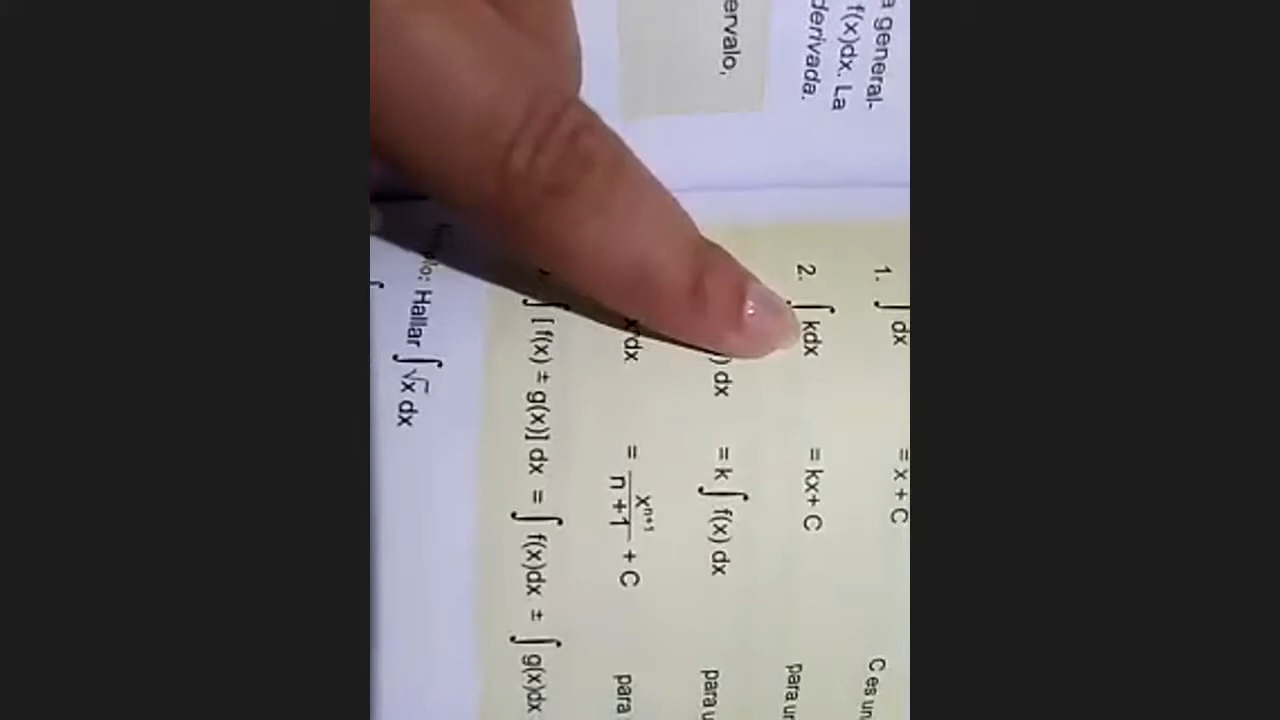 a general-
f(x)dx. La
derivada.
ervalo,
1. ∫ dx = x + C C es un
2. ∫ kdx = kx + C para un
) dx = k ∫ f(x) dx para u
xⁿdx = xⁿ⁺¹/(n + 1) + C para
∫ [ f(x) ± g(x)] dx = ∫ f(x)dx ± ∫ g(x)dx
Hallar ∫ √x dx
∫